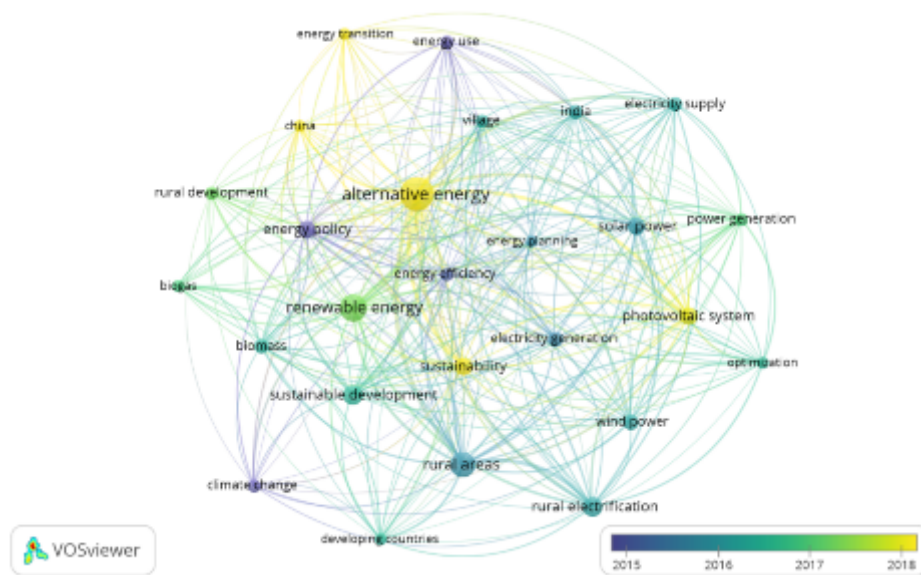 energy transition
energy use
electricity supply
india
village
china
rural development
alternative energy
power generation
solar power
energy policy
energy planning
energy efficiency
biogas
renewable energy
photovoltaic system
electricity generation
biomass
optimization
sustainability
sustainable development
wind power
rural areas
climate change
rural electrification
developing countries
VOSviewer
2015 2016 2017 2018